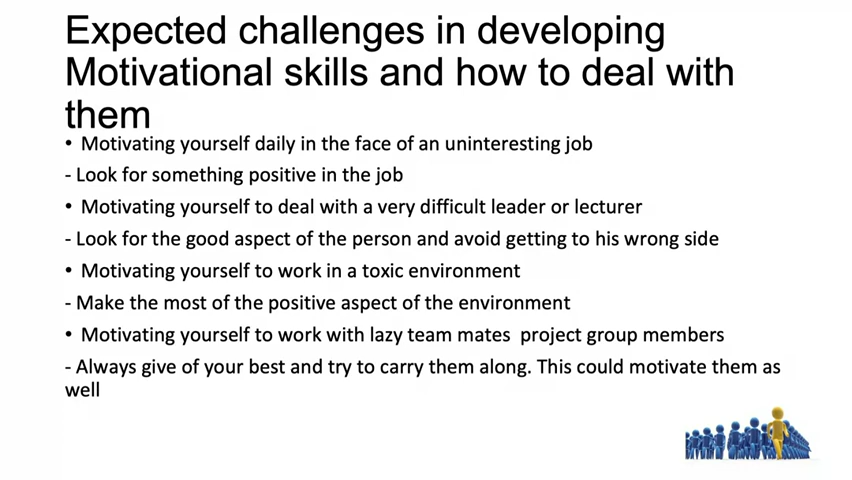 Expected challenges in developing
Motivational skills and how to deal with
them
• Motivating yourself daily in the face of an uninteresting job
- Look for something positive in the job
• Motivating yourself to deal with a very difficult leader or lecturer
- Look for the good aspect of the person and avoid getting to his wrong side
• Motivating yourself to work in a toxic environment
- Make the most of the positive aspect of the environment
• Motivating yourself to work with lazy team mates  project group members
- Always give of your best and try to carry them along. This could motivate them as
well